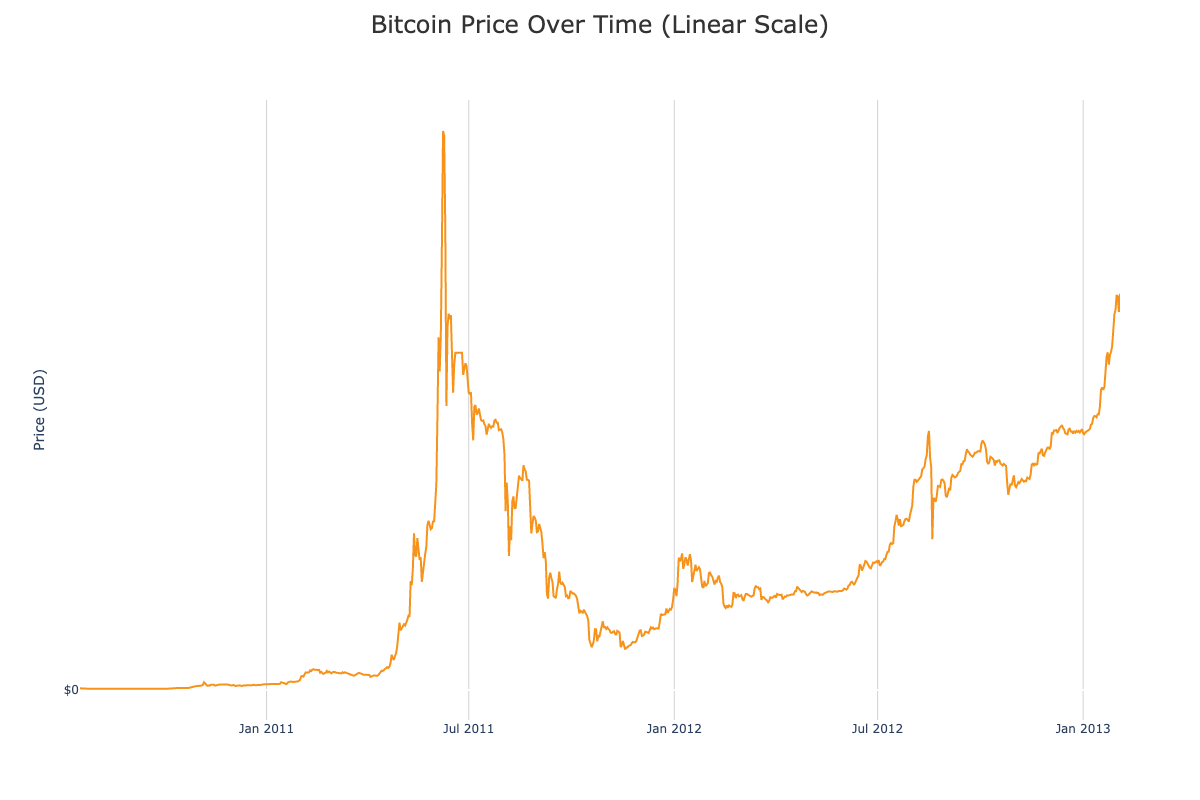 Bitcoin Price Over Time (Linear Scale)
Price (USD)
$0
Jan 2011
Jul 2011
Jan 2012
Jul 2012
Jan 2013